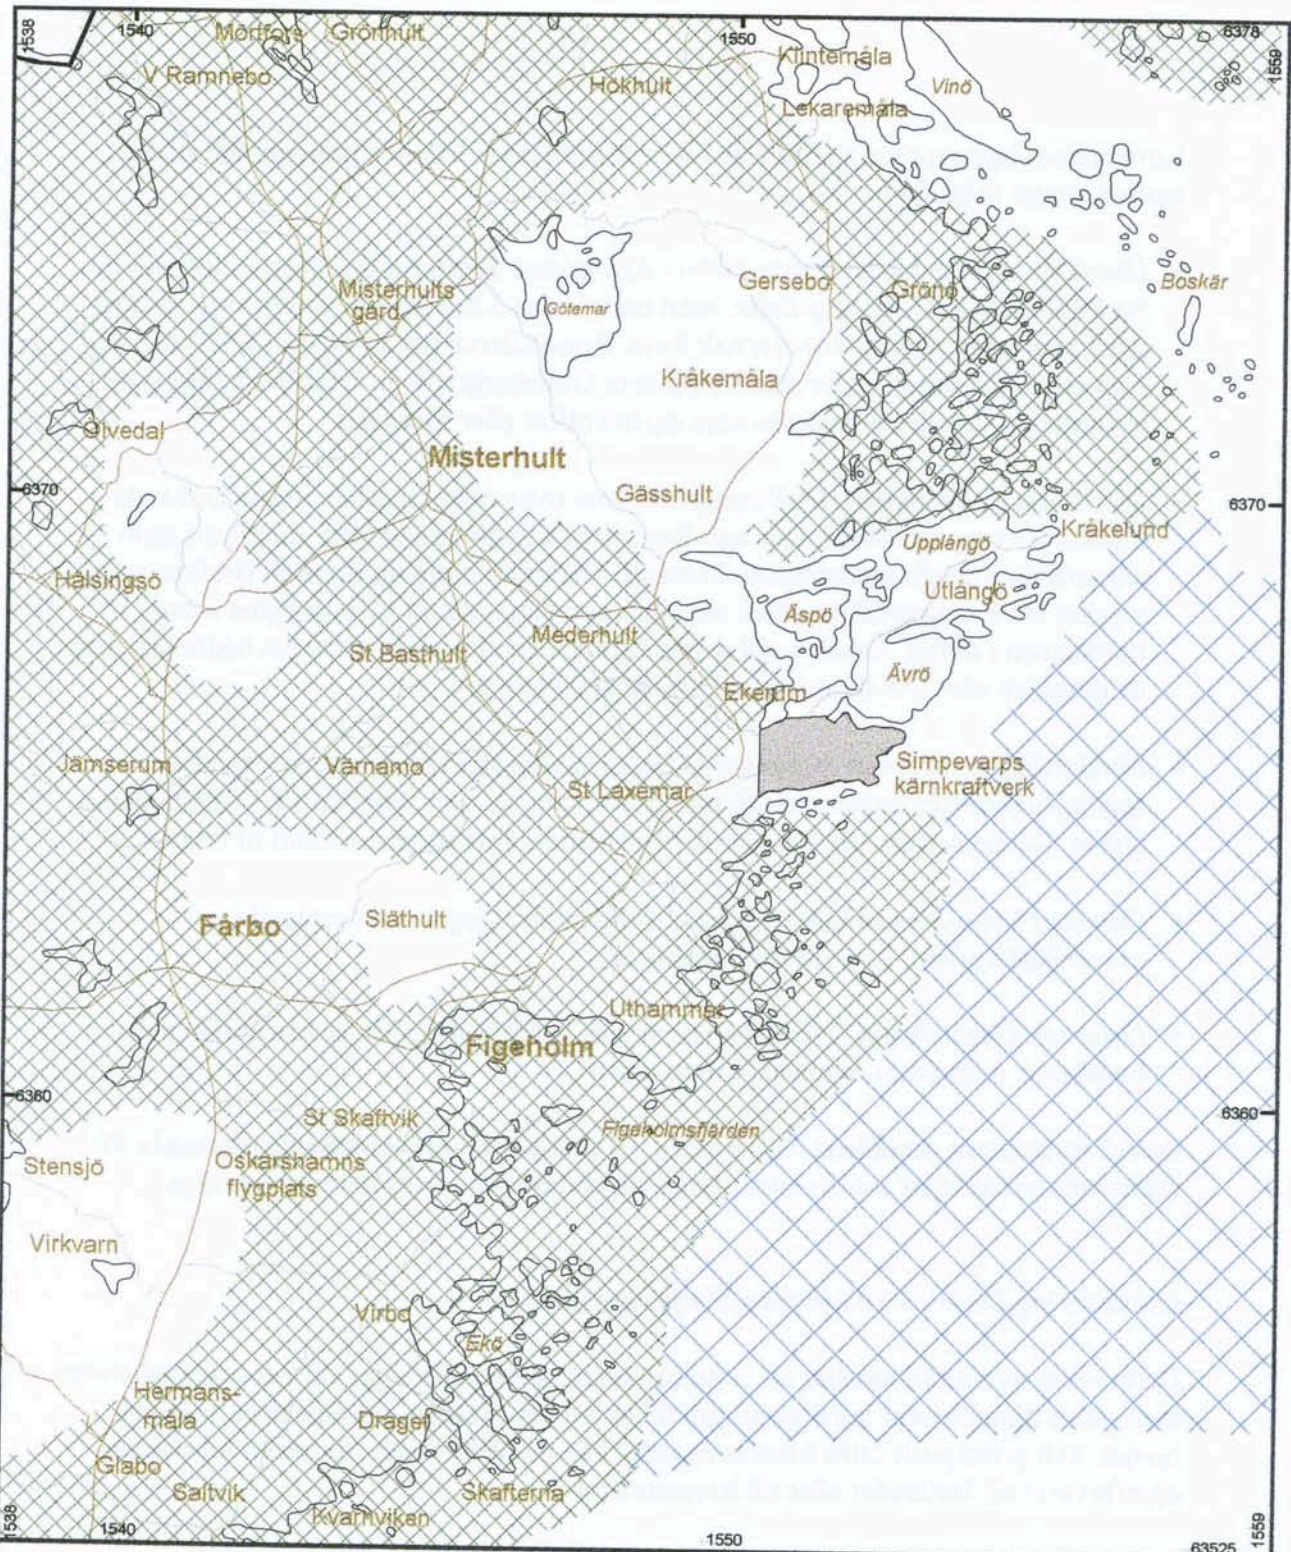 1538
1540
Mörtfors
Grönhult
1550
6378
1559
V Ramnebo
Hökhult
Klintemåla
Vinö
Lekaremåla
Misterhults
gård
Götemar
Gersebo
Grönö
Boskär
Kråkemåla
Ölvedal
Misterhult
6370
Gässhult
6370
Upplångö
Kråkelund
Hälsingsö
Utlångö
Äspö
Mederhult
St Basthult
Ävrö
Ekerum
Jämserum
Värnamo
St Laxemar
Simpevarps
kärnkraftverk
Fårbo
Släthult
Uthammar
Figeholm
6360
6360
St Skaftvik
Figeholmsfjärden
Stensjö
Oskarshamns
flygplats
Virkvarn
Virbo
Ekö
Hermans-
måla
Draget
Glabo
Saltvik
Skafterna
Kvarnviken
1538
1540
1550
63525
1559